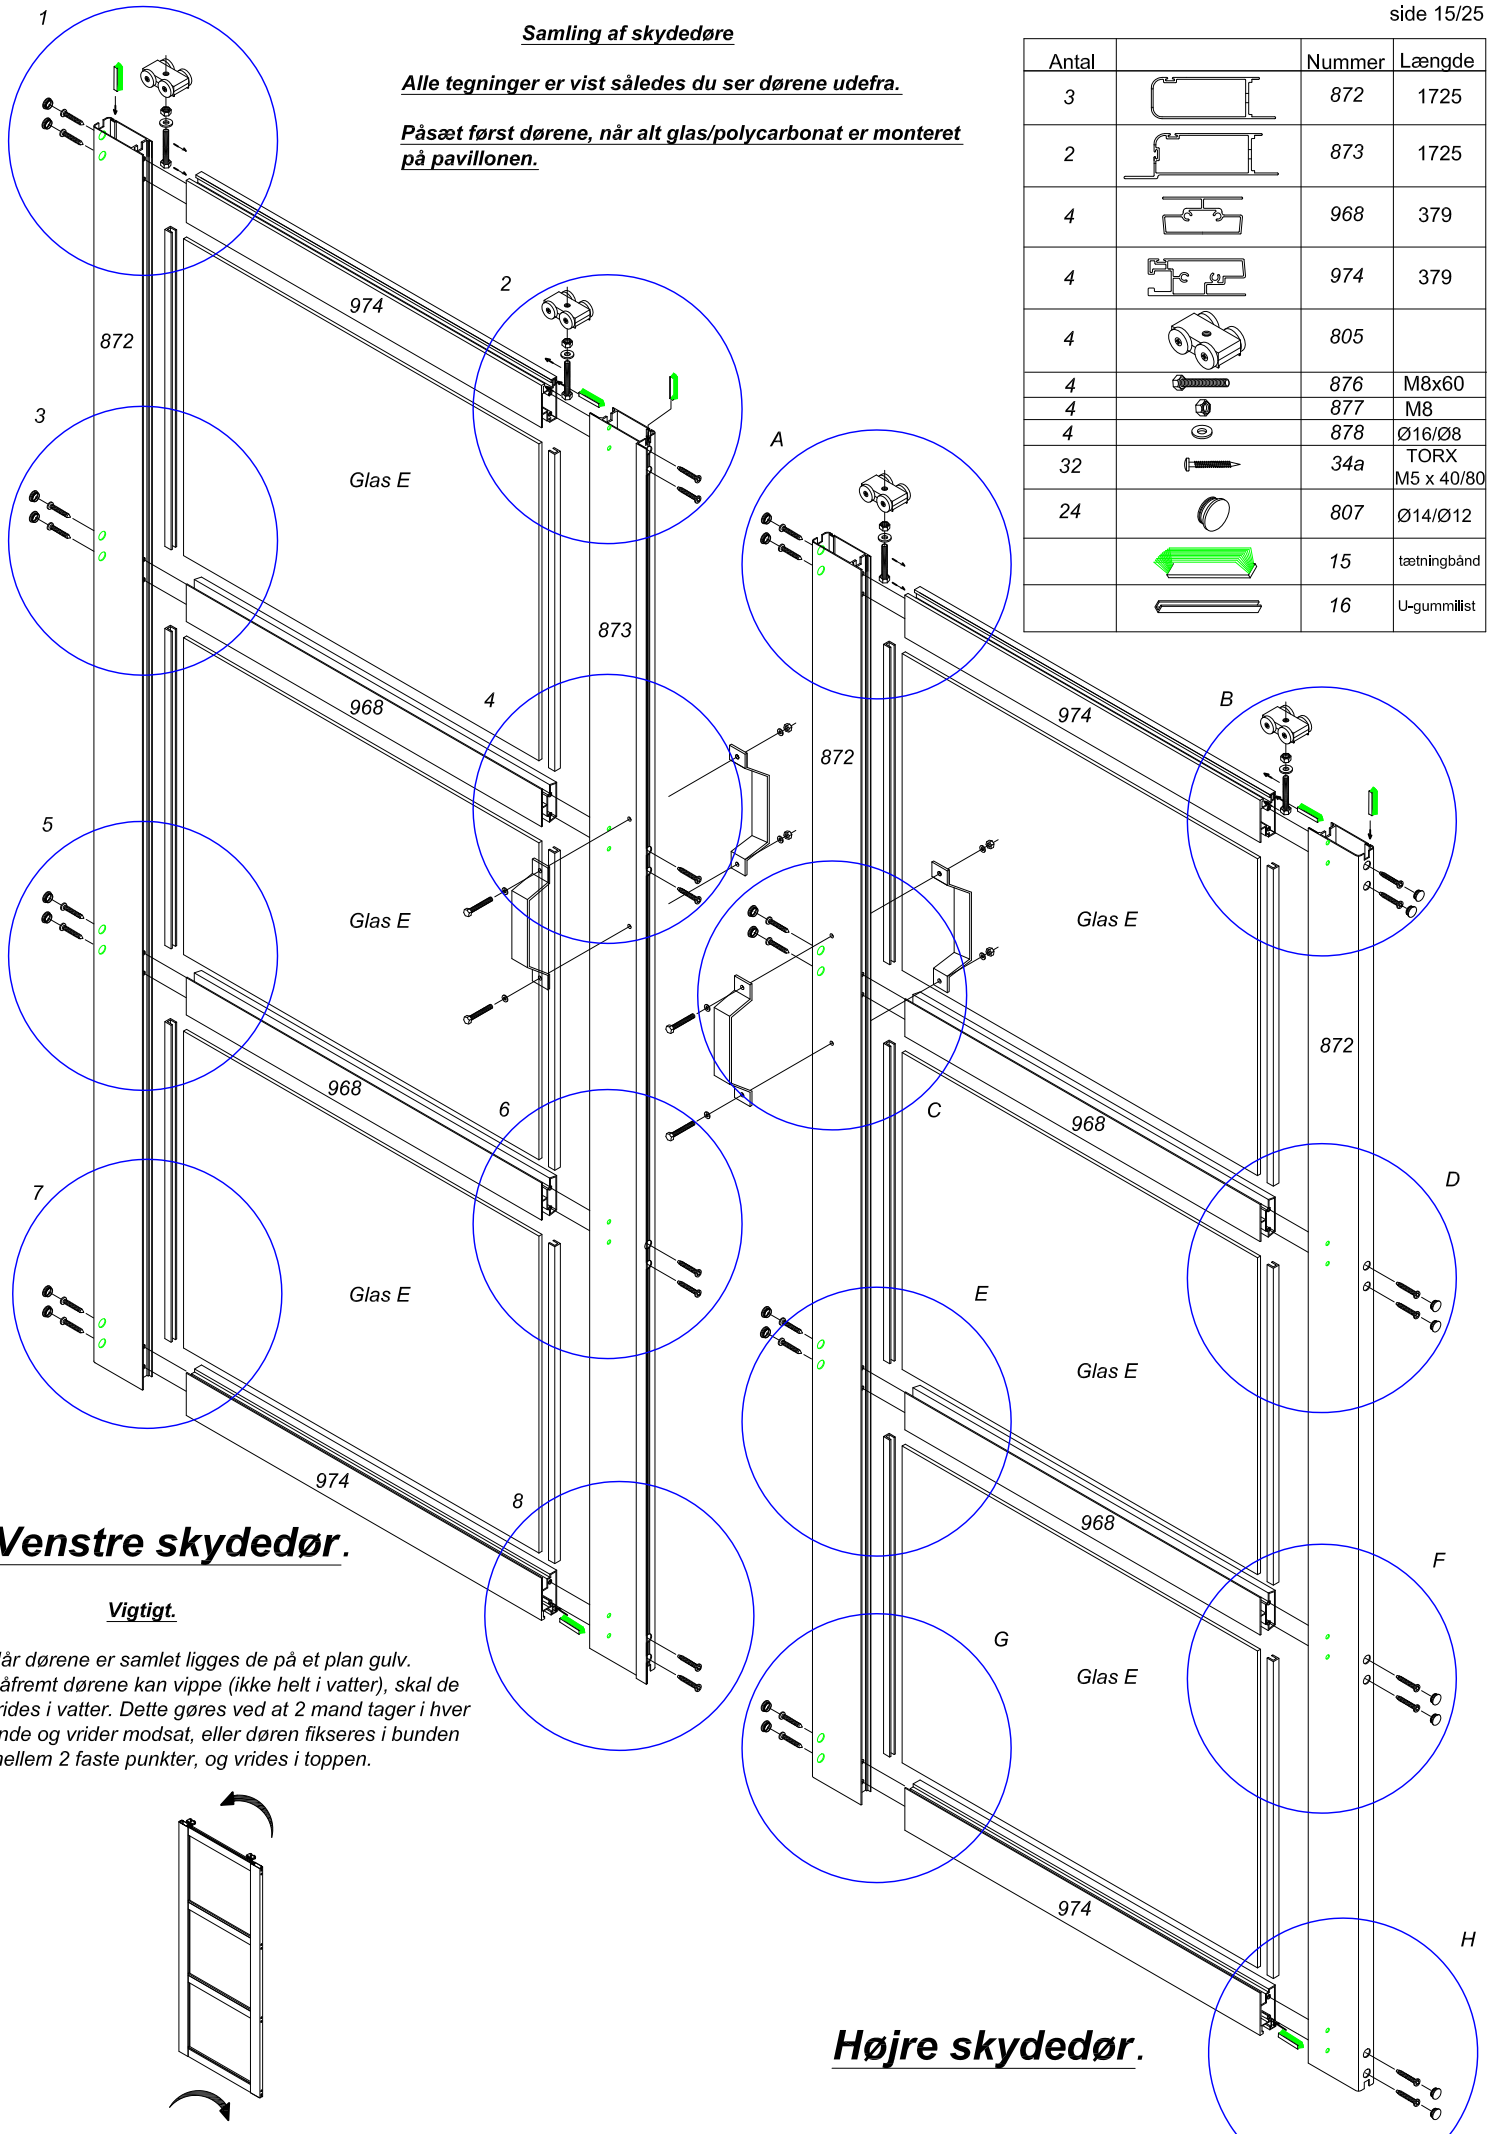 side 15/25
Samling af skydedøre
Alle tegninger er vist således du ser dørene udefra.
Påsæt først dørene, når alt glas/polycarbonat er monteret
på pavillonen.
Antal Nummer Længde
3 872 1725
2 873 1725
4 968 379
4 974 379
4 805
4 876 M8x60
4 877 M8
4 878 Ø16/Ø8
32 34a TORX
M5 x 40/80
24 807 Ø14/Ø12
15 tætningbånd
16 U-gummilist
1
2
3
4
5
6
7
8
872
974
Glas E
873
968
Glas E
968
Glas E
974
A
B
C
D
E
F
G
H
872
974
Glas E
872
968
Glas E
968
Glas E
974
Venstre skydedør.
Vigtigt.
år dørene er samlet ligges de på et plan gulv.
åfremt dørene kan vippe (ikke helt i vatter), skal de
rides i vatter. Dette gøres ved at 2 mand tager i hver
nde og vrider modsat, eller døren fikseres i bunden
ellem 2 faste punkter, og vrides i toppen.
Højre skydedør.